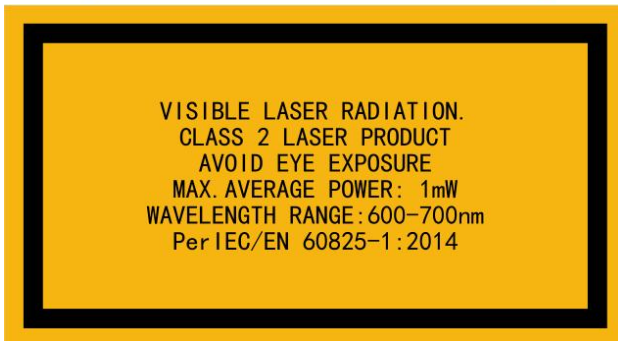 VISIBLE LASER RADIATION.
CLASS 2 LASER PRODUCT
AVOID EYE EXPOSURE
MAX.AVERAGE POWER: 1mW
WAVELENGTH RANGE:600-700nm
PerIEC/EN 60825-1:2014